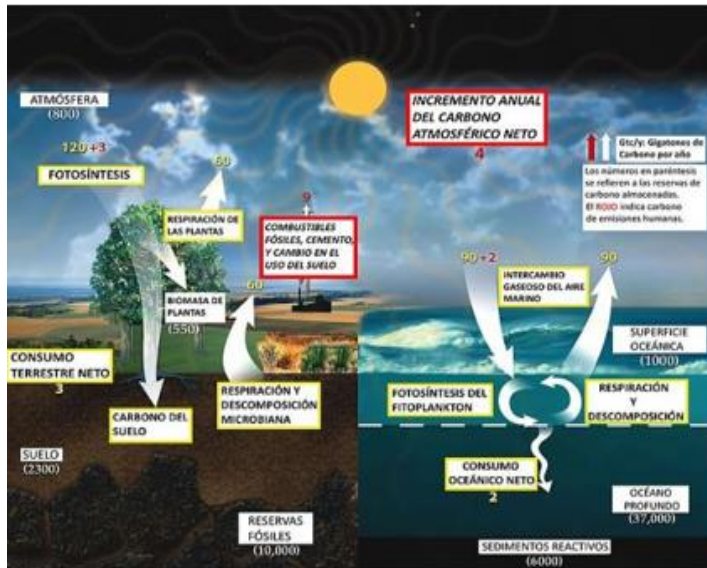 ATMÓSFERA
(800)
120+3
FOTOSÍNTESIS
60
RESPIRACIÓN DE
LAS PLANTAS
BIOMASA DE
PLANTAS
(550)
60
9
COMBUSTIBLES
FÓSILES, CEMENTO,
Y CAMBIO EN EL
USO DEL SUELO
INCREMENTO ANUAL
DEL CARBONO
ATMOSFÉRICO NETO
4
Gtc/y: Gigatones de
Carbono por año
Los números en paréntesis
se refieren a las reservas de
carbono almacenadas.
El ROJO indica carbono
de emisiones humanas.
90+2
INTERCAMBIO
GASEOSO DEL AIRE
MARINO
90
SUPERFICIE
OCEÁNICA
(1000)
CONSUMO
TERRESTRE NETO
3
CARBONO DEL
SUELO
RESPIRACIÓN Y
DESCOMPOSICIÓN
MICROBIANA
FOTOSÍNTESIS DEL
FITOPLANKTON
RESPIRACIÓN
Y
DESCOMPOSICIÓN
SUELO
(2300)
CONSUMO
OCEÁNICO NETO
2
OCÉANO
PROFUNDO
(37,000)
RESERVAS
FÓSILES
(10,000)
SEDIMENTOS REACTIVOS
(6000)